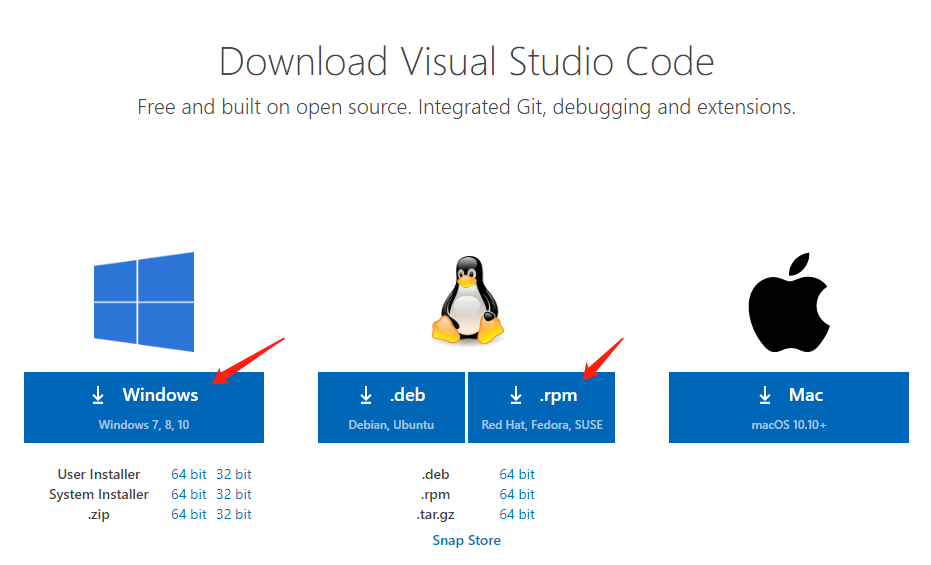 Download Visual Studio Code
Free and built on open source. Integrated Git, debugging and extensions.
Windows
Windows 7, 8, 10
.deb
Debian, Ubuntu
.rpm
Red Hat, Fedora, SUSE
Mac
macOS 10.10+
User Installer 64 bit 32 bit
System Installer 64 bit 32 bit
.zip 64 bit 32 bit
.deb 64 bit
.rpm 64 bit
.tar.gz 64 bit
Snap Store